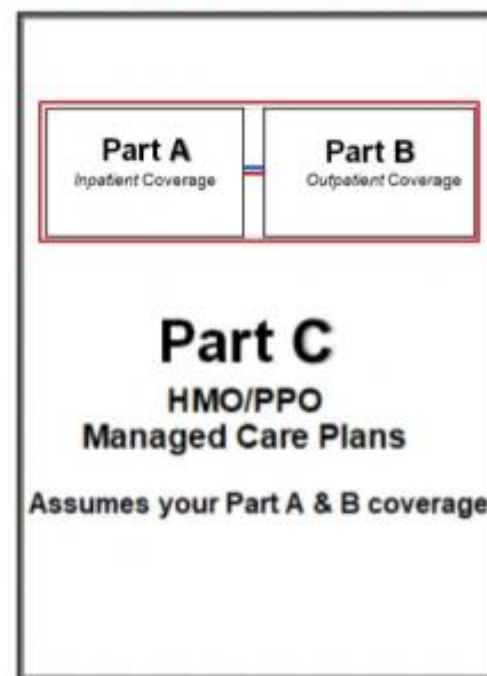 Part A
Inpatient Coverage
Part B
Outpatient Coverage
Part C
HMO/PPO
Managed Care Plans
Assumes your Part A & B coverage